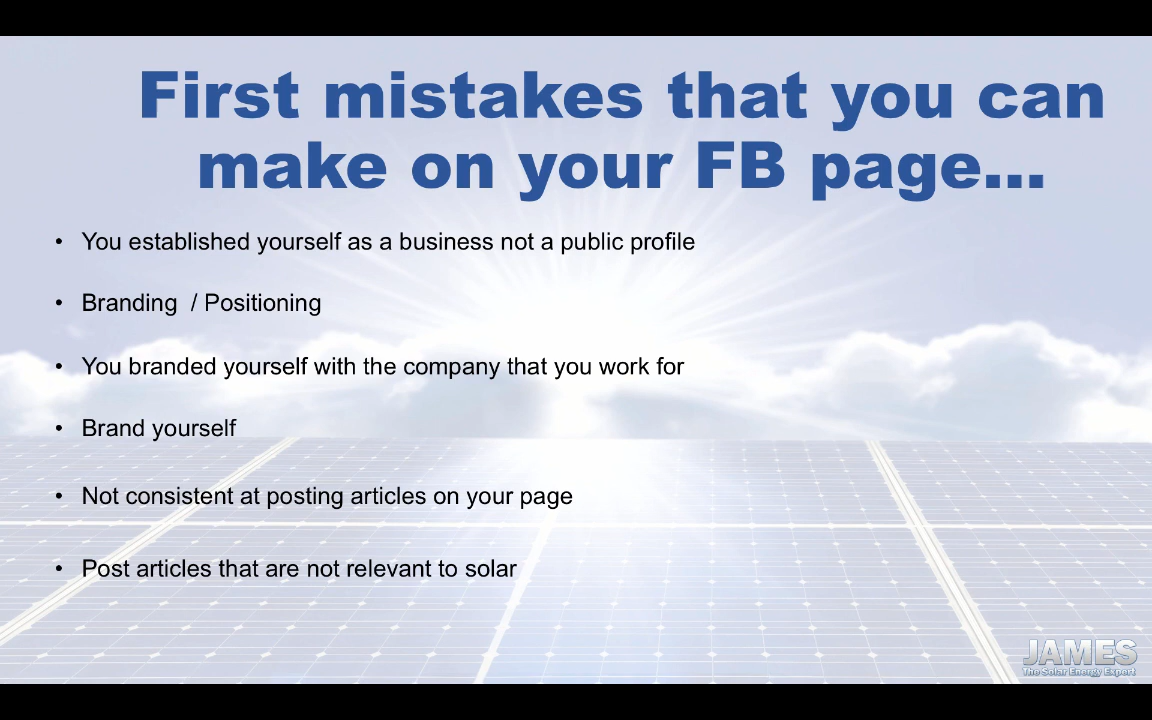 First mistakes that you can
make on your FB page...
• You established yourself as a business not a public profile
• Branding  / Positioning
• You branded yourself with the company that you work for
• Brand yourself
• Not consistent at posting articles on your page
• Post articles that are not relevant to solar
JAMES
The Solar Energy Expert